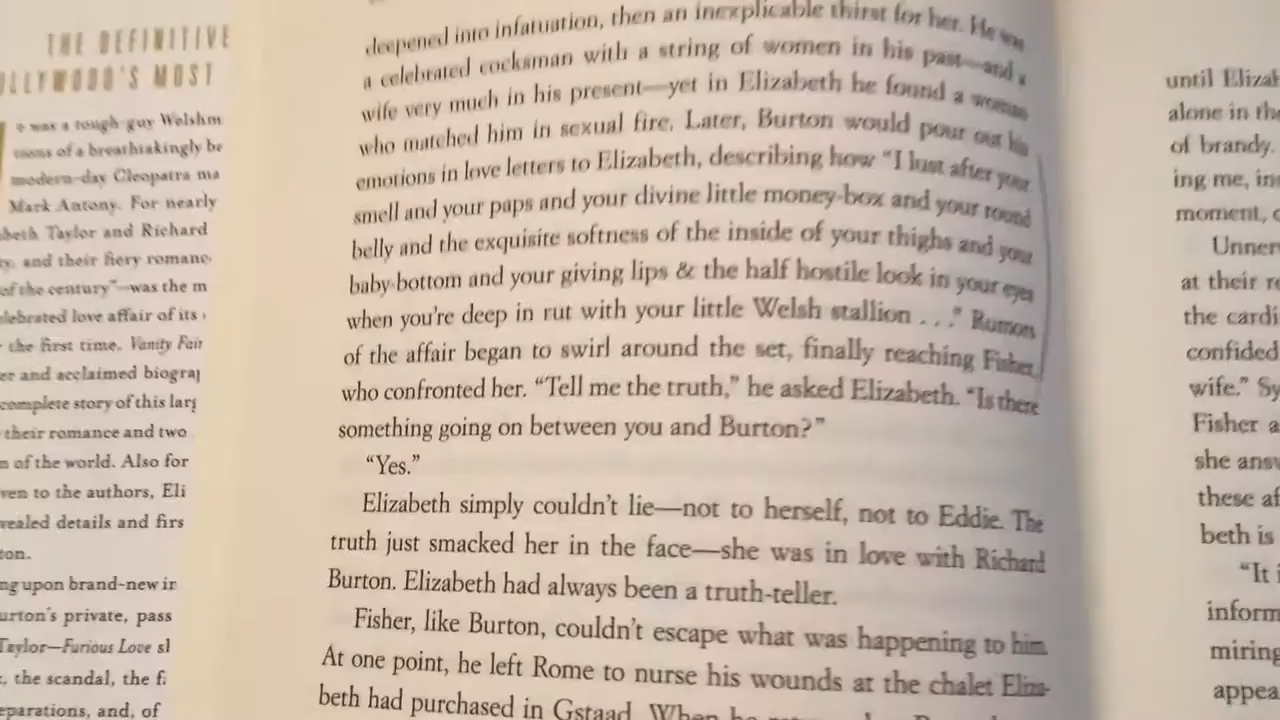 THE DEFINITIVE
OLLYWOOD'S MOST
e was a tough-guy Welshm
toons of a breathtakingly be
modern-day Cleopatra ma
Mark Antony. For nearly
abeth Taylor and Richard
ry, and their fiery romanc
of the century"—was the m
elebrated love affair of its
the first time, Vanity Fair
er and acclaimed biograp
complete story of this larg
their romance and two
n of the world. Also for
ven to the authors, Eli
vealed details and firs
ton.
ng upon brand-new in
urton's private, pass
Taylor—Furious Love sl
, the scandal, the f
eparations, and, of
deepened into infatuation, then an inexplicable thirst for her. He was
a celebrated cocksman with a string of women in his past—and a
wife very much in his present—yet in Elizabeth he found a woman
who matched him in sexual fire. Later, Burton would pour out his
emotions in love letters to Elizabeth, describing how "I lust after your
smell and your paps and your divine little money-box and your round
belly and the exquisite softness of the inside of your thighs and your
baby-bottom and your giving lips & the half hostile look in your eyes
when you're deep in rut with your little Welsh stallion . . ." Rumors
of the affair began to swirl around the set, finally reaching Fisher,
who confronted her. "Tell me the truth," he asked Elizabeth. "Is there
something going on between you and Burton?"
"Yes."
Elizabeth simply couldn't lie—not to herself, not to Eddie. The
truth just smacked her in the face—she was in love with Richard
Burton. Elizabeth had always been a truth-teller.
Fisher, like Burton, couldn't escape what was happening to him.
At one point, he left Rome to nurse his wounds at the chalet Eliza-
beth had purchased in Gstaad. When he
until Elizab
alone in the
of brandy.
ing me, in
moment, c
Unner
at their re
the cardi
confided
wife." Sy
Fisher a
she answ
these af
beth is
"It i
inform
miring
appea